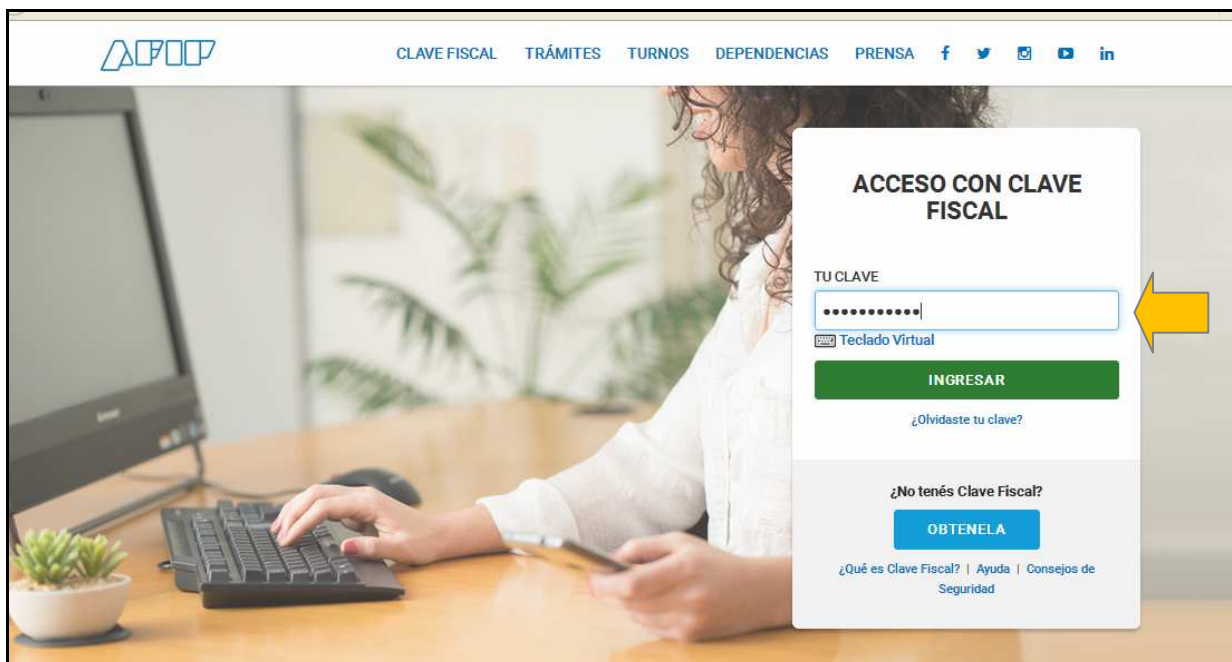 AFIP CLAVE FISCAL TRÁMITES TURNOS DEPENDENCIAS PRENSA f in
ACCESO CON CLAVE
FISCAL
TU CLAVE
•••••••••••
Teclado Virtual
INGRESAR
¿Olvidaste tu clave?
¿No tenés Clave Fiscal?
OBTENELA
¿Qué es Clave Fiscal? | Ayuda | Consejos de
Seguridad